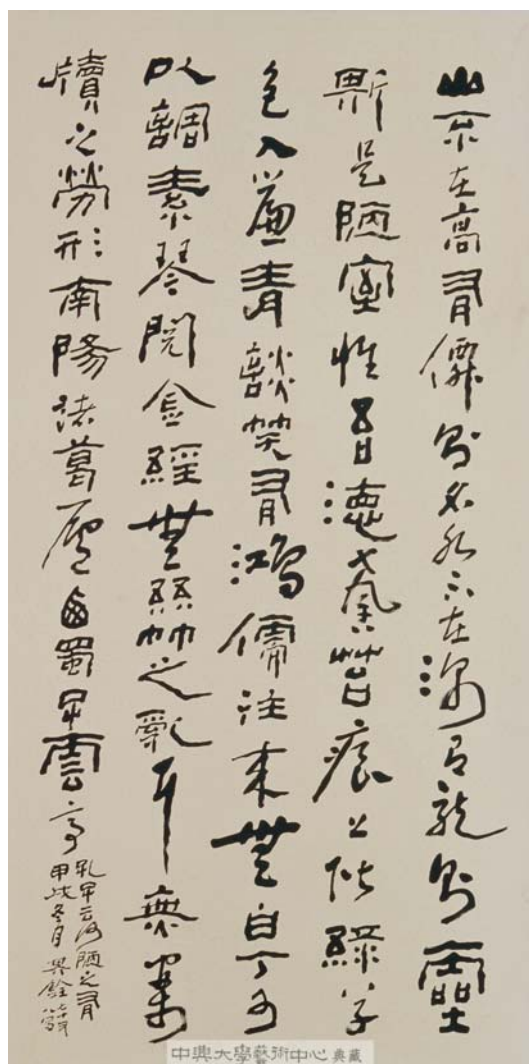 山不在高有僊則名水不在深有龍則靈
斯是陋室惟吾德馨苔痕上階綠草
色入簾青談笑有鴻儒往來無白丁可
以調素琴閱金經無絲竹之亂耳無案
牘之勞形南陽諸葛廬西蜀子雲亭
孔子云何陋之有
甲戌冬月
中興大學藝術中心典藏